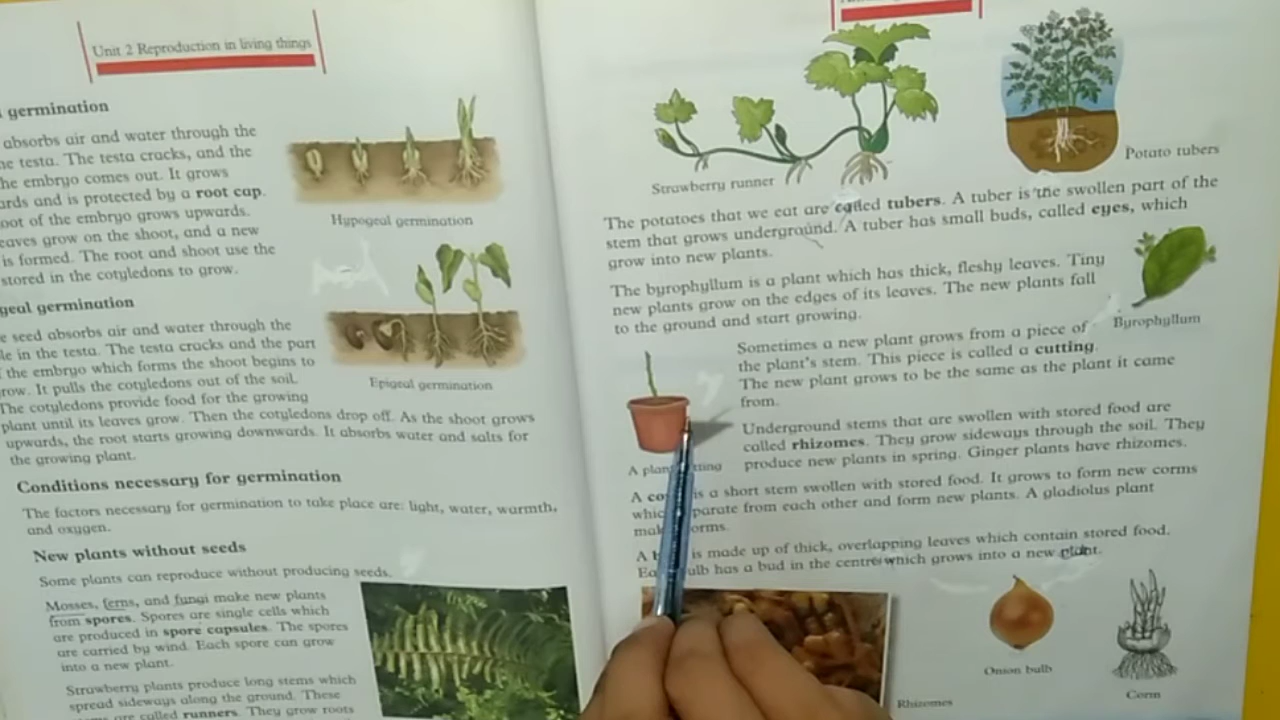 Unit 2 Reproduction in living things
germination
absorbs air and water through the
testa. The testa cracks, and the
he embryo comes out. It grows
ards and is protected by a root cap.
oot of the embryo grows upwards.
eaves grow on the shoot, and a new
is formed. The root and shoot use the
stored in the cotyledons to grow.
Hypogeal germination
geal germination
seed absorbs air and water through the
le in the testa. The testa cracks and the part
the embryo which forms the shoot begins to
row. It pulls the cotyledons out of the soil.
The cotyledons provide food for the growing
plant until its leaves grow. Then the cotyledons drop off. As the shoot grows
upwards, the root starts growing downwards. It absorbs water and salts for
the growing plant.
Epigeal germination
Conditions necessary for germination
The factors necessary for germination to take place are: light, water, warmth,
and oxygen.
New plants without seeds
Some plants can reproduce without producing seeds.
Mosses, ferns, and fungi make new plants
from spores. Spores are single cells which
are produced in spore capsules. The spores
are carried by wind. Each spore can grow
into a new plant.
Strawberry plants produce long stems which
spread sideways along the ground. These
are called runners. They grow roots
Strawberry runner
Potato tubers
The potatoes that we eat are called tubers. A tuber is the swollen part of the
stem that grows underground. A tuber has small buds, called eyes, which
grow into new plants.
The byrophyllum is a plant which has thick, fleshy leaves. Tiny
new plants grow on the edges of its leaves. The new plants fall
to the ground and start growing.
Byrophyllum
Sometimes a new plant grows from a piece of
the plant's stem. This piece is called a cutting.
The new plant grows to be the same as the plant it came
from.
A plan ting
Underground stems that are swollen with stored food are
called rhizomes. They grow sideways through the soil. They
produce new plants in spring. Ginger plants have rhizomes.
A co is a short stem swollen with stored food. It grows to form new corms
whic parate from each other and form new plants. A gladiolus plant
mak orms.
A b is made up of thick, overlapping leaves which contain stored food.
Ea ulb has a bud in the centre which grows into a new plant.
Onion bulb
Corm
Rhizomes